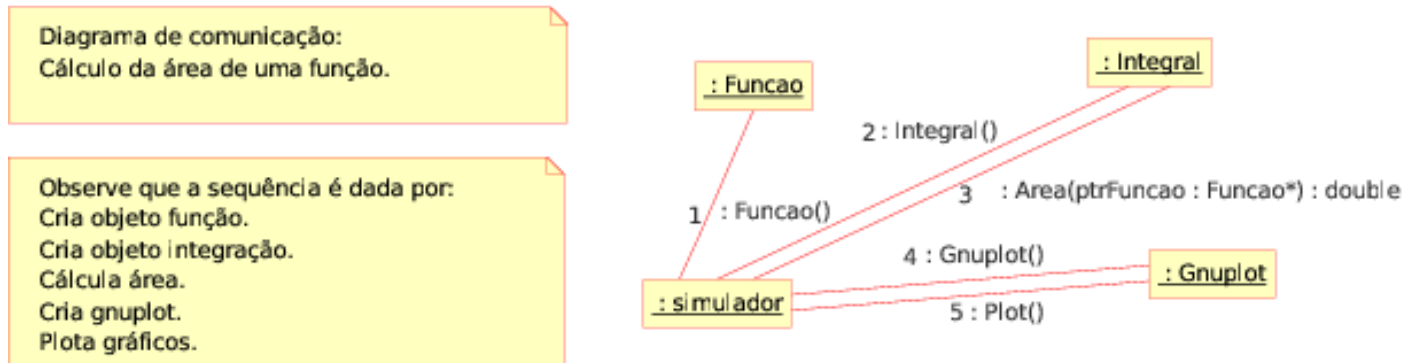 Diagrama de comunicação:
Cálculo da área de uma função.
Observe que a sequência é dada por:
Cria objeto função.
Cria objeto integração.
Cálcula área.
Cria gnuplot.
Plota gráficos.
: Funcao
: Integral
2 : Integral()
3 : Area(ptrFuncao : Funcao*) : double
1 : Funcao()
4 : Gnuplot()
: Gnuplot
: simulador
5 : Plot()